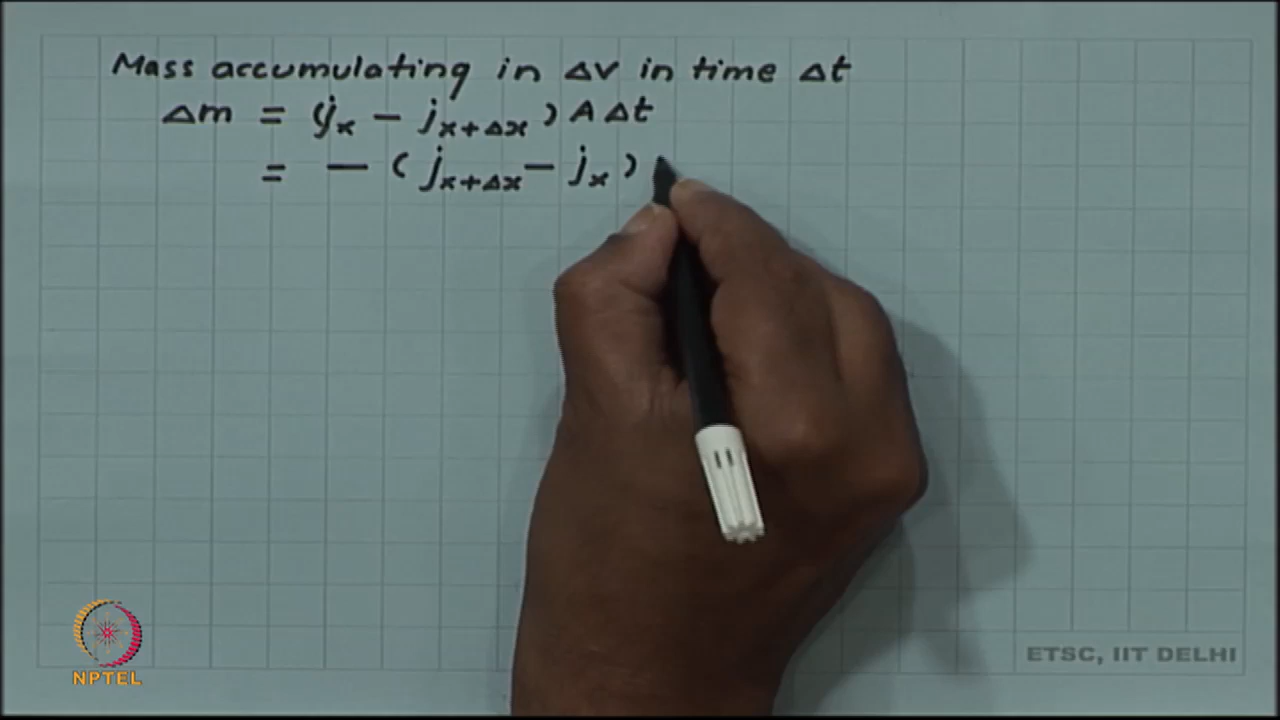 Mass accumulating in Δv in time Δt
Δm = (jx - jx+Δx) A Δt
= - (jx+Δx - jx)
NPTEL
ETSC, IIT DELHI